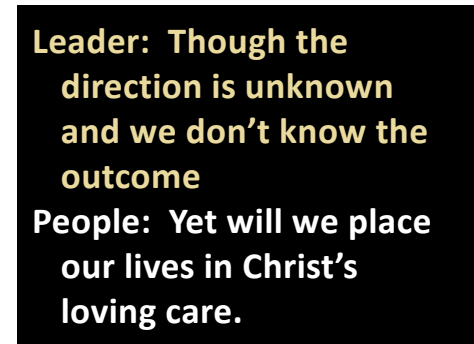 Leader:  Though the
direction is unknown
and we don’t know the
outcome
People:  Yet will we place
our lives in Christ’s
loving care.